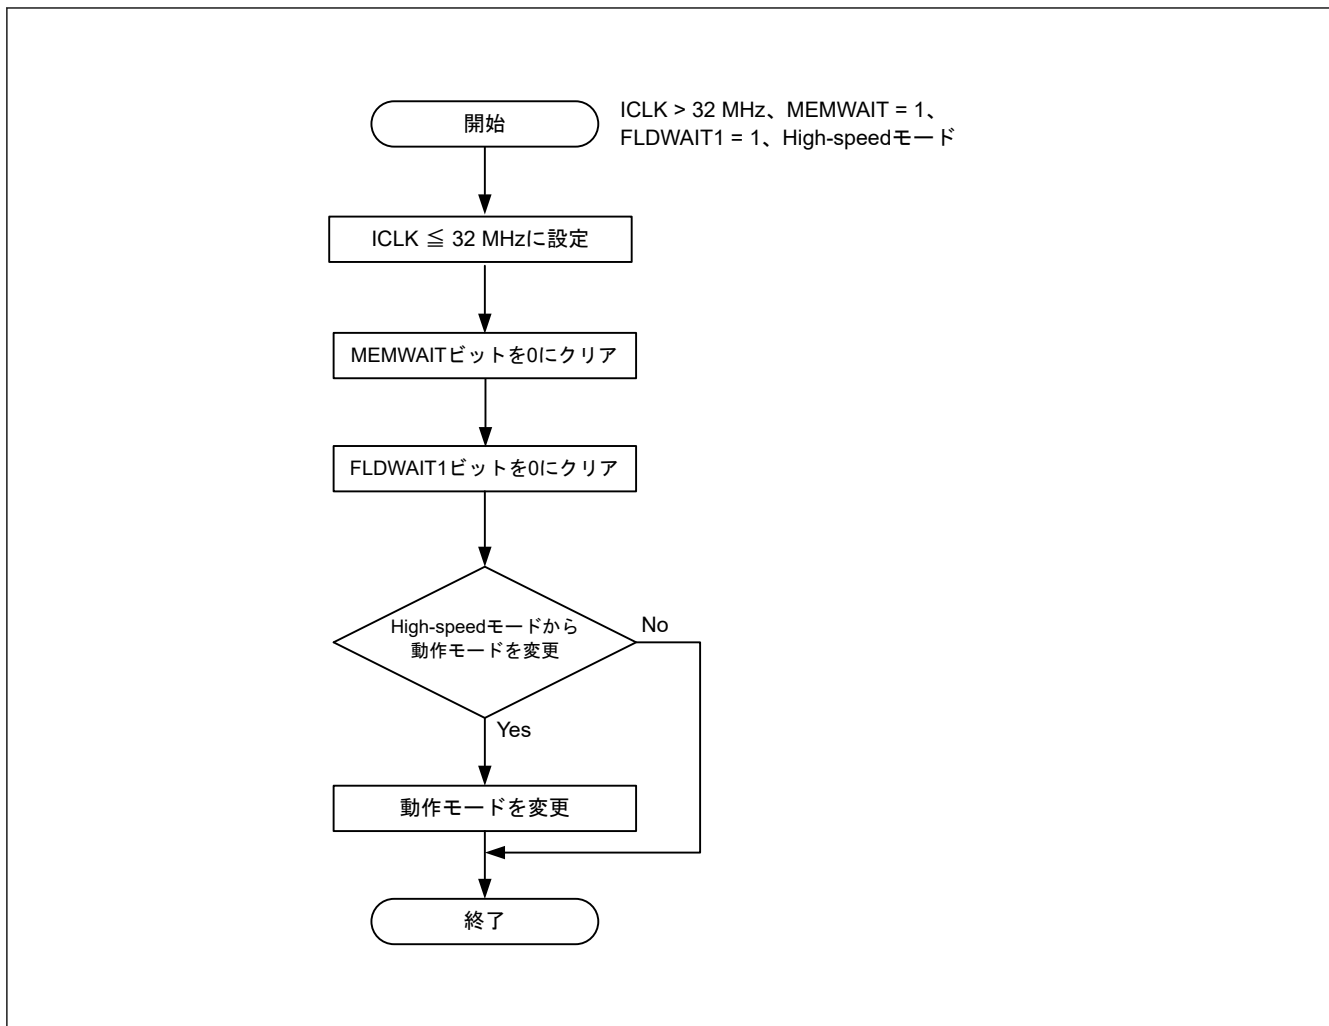 開始
ICLK > 32 MHz、MEMWAIT = 1、
FLDWAIT1 = 1、High-speedモード
ICLK ≦ 32 MHzに設定
MEMWAITビットを0にクリア
FLDWAIT1ビットを0にクリア
High-speedモードから
動作モードを変更
No
Yes
動作モードを変更
終了